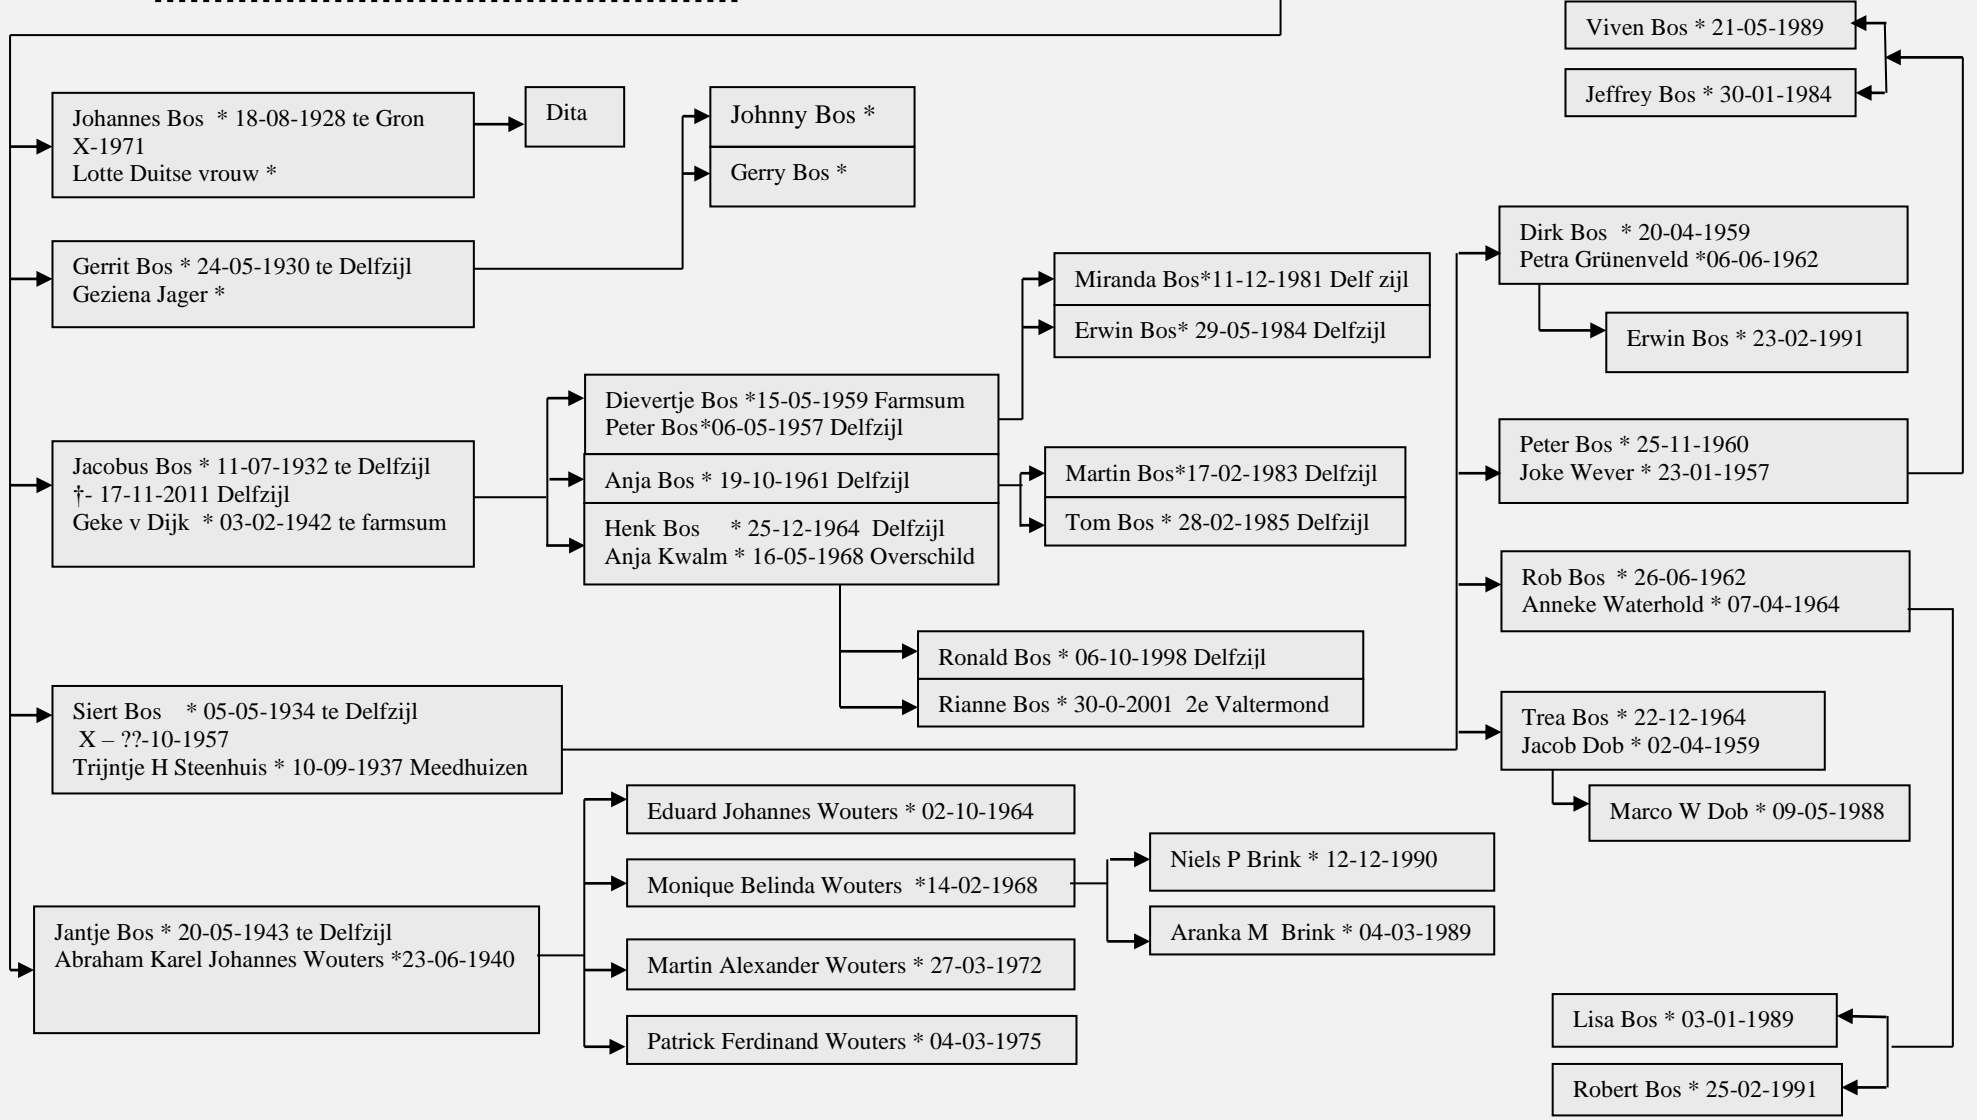 Viven Bos * 21-05-1989
Jeffrey Bos * 30-01-1984
Johannes Bos  * 18-08-1928 te Gron
X-1971
Lotte Duitse vrouw *
Dita
Johnny Bos *
Gerry Bos *
Gerrit Bos * 24-05-1930 te Delfzijl
Geziena Jager *
Dirk Bos  * 20-04-1959
Petra Grünenveld *06-06-1962
Erwin Bos * 23-02-1991
Miranda Bos*11-12-1981 Delf zijl
Erwin Bos* 29-05-1984 Delfzijl
Dievertje Bos *15-05-1959 Farmsum
Peter Bos*06-05-1957 Delfzijl
Anja Bos * 19-10-1961 Delfzijl
Henk Bos     * 25-12-1964  Delfzijl
Anja Kwalm * 16-05-1968 Overschild
Martin Bos*17-02-1983 Delfzijl
Tom Bos * 28-02-1985 Delfzijl
Peter Bos * 25-11-1960
Joke Wever * 23-01-1957
Jacobus Bos * 11-07-1932 te Delfzijl
†- 17-11-2011 Delfzijl
Geke v Dijk  * 03-02-1942 te farmsum
Rob Bos  * 26-06-1962
Anneke Waterhold * 07-04-1964
Ronald Bos * 06-10-1998 Delfzijl
Rianne Bos * 30-0-2001  2e Valtermond
Siert Bos    * 05-05-1934 te Delfzijl
X – ??-10-1957
Trijntje H Steenhuis * 10-09-1937 Meedhuizen
Trea Bos * 22-12-1964
Jacob Dob * 02-04-1959
Marco W Dob * 09-05-1988
Eduard Johannes Wouters * 02-10-1964
Monique Belinda Wouters  *14-02-1968
Niels P Brink * 12-12-1990
Aranka M  Brink * 04-03-1989
Jantje Bos * 20-05-1943 te Delfzijl
Abraham Karel Johannes Wouters *23-06-1940
Martin Alexander Wouters * 27-03-1972
Patrick Ferdinand Wouters * 04-03-1975
Lisa Bos * 03-01-1989
Robert Bos * 25-02-1991